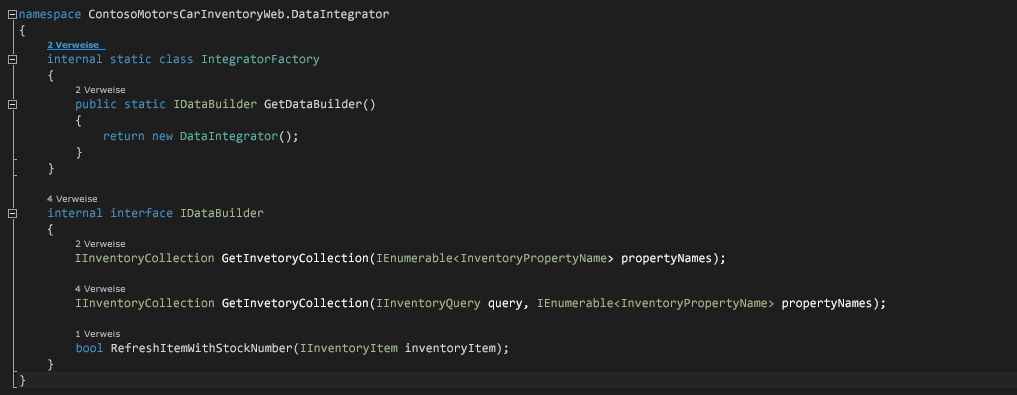 namespace ContosoMotorsCarInventoryWeb.DataIntegrator
{
2 Verweise
internal static class IntegratorFactory
{
2 Verweise
public static IDataBuilder GetDataBuilder()
{
return new DataIntegrator();
}
}
4 Verweise
internal interface IDataBuilder
{
2 Verweise
IInventoryCollection GetInvetoryCollection(IEnumerable<InventoryPropertyName> propertyNames);
4 Verweise
IInventoryCollection GetInvetoryCollection(IInventoryQuery query, IEnumerable<InventoryPropertyName> propertyNames);
1 Verweis
bool RefreshItemWithStockNumber(IInventoryItem inventoryItem);
}
}